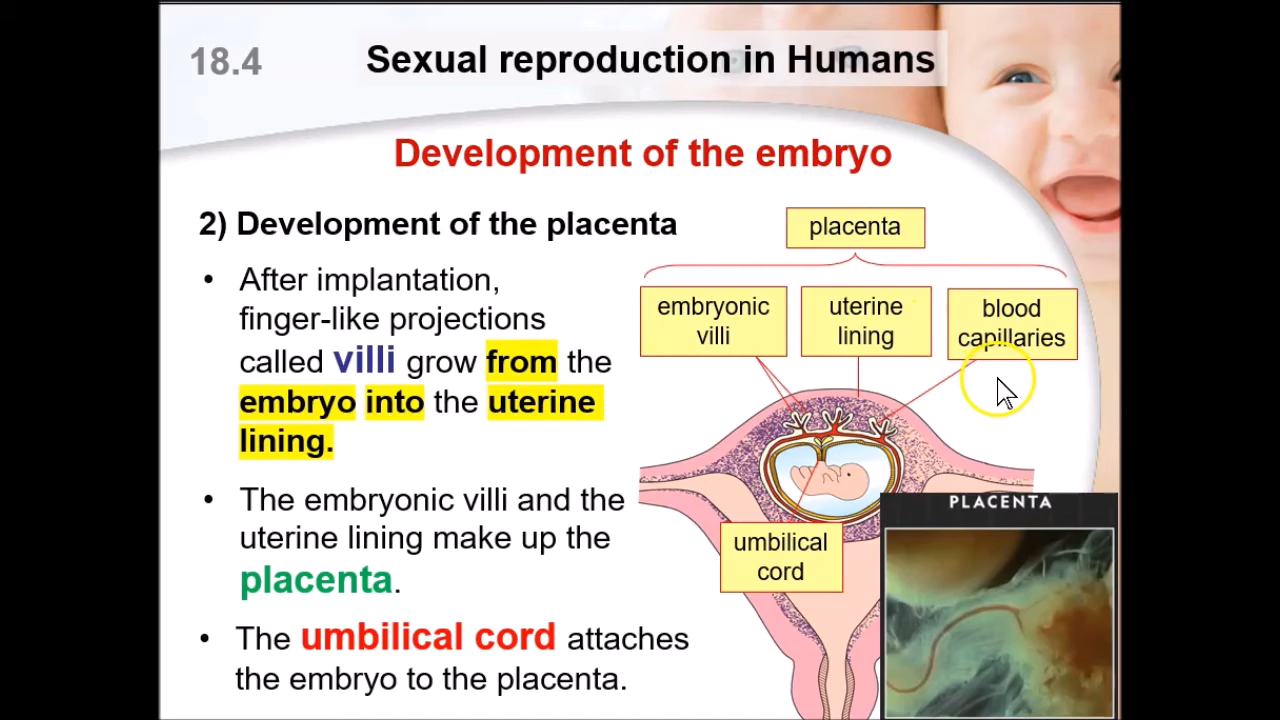 18.4
Sexual reproduction in Humans
Development of the embryo
2) Development of the placenta
• After implantation,
finger-like projections
called villi grow from the
embryo into the uterine
lining.
• The embryonic villi and the
uterine lining make up the
placenta.
• The umbilical cord attaches
the embryo to the placenta.
placenta
embryonic
villi
uterine
lining
blood
capillaries
umbilical
cord
PLACENTA